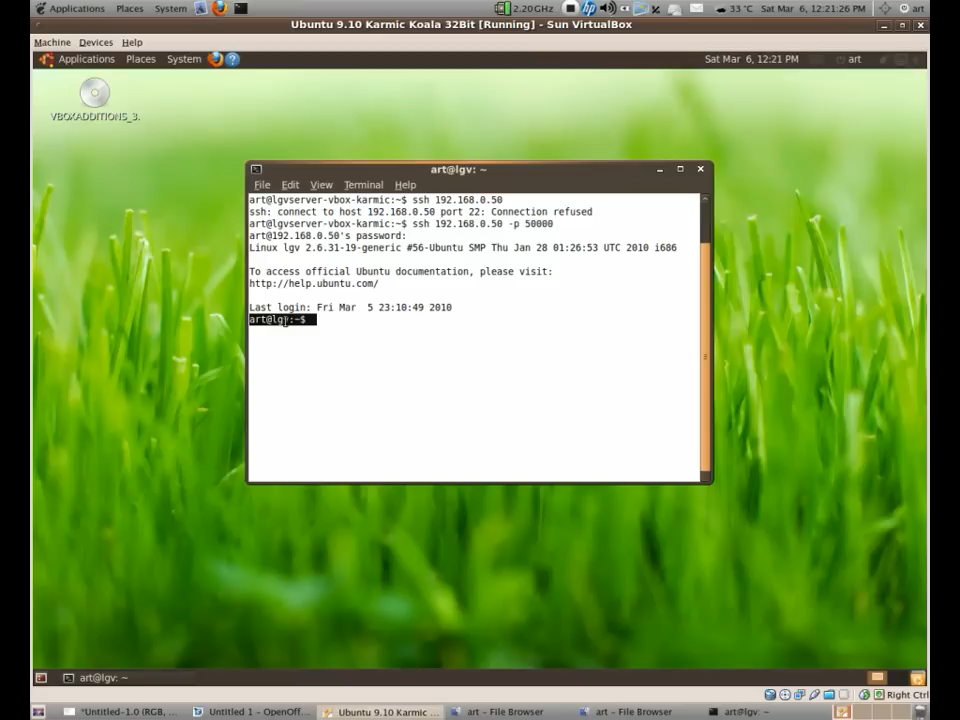 Applications Places System 2.20GHz 33 °C Sat Mar 6, 12:21:26 PM art
Ubuntu 9.10 Karmic Koala 32Bit [Running] - Sun VirtualBox
Machine Devices Help
Applications Places System Sat Mar 6, 12:21 PM art
VBOXADDITIONS_3.
art@lgv: ~
File Edit View Terminal Help
art@lgvserver-vbox-karmic:~$ ssh 192.168.0.50
ssh: connect to host 192.168.0.50 port 22: Connection refused
art@lgvserver-vbox-karmic:~$ ssh 192.168.0.50 -p 50000
art@192.168.0.50's password:
Linux lgv 2.6.31-19-generic #56-Ubuntu SMP Thu Jan 28 01:26:53 UTC 2010 i686
To access official Ubuntu documentation, please visit:
http://help.ubuntu.com/
Last login: Fri Mar  5 23:10:49 2010
art@lgv:~$
art@lgv: ~
Right Ctrl
*Untitled-1.0 (RGB, ... Untitled 1 - OpenOff... Ubuntu 9.10 Karmic ... art - File Browser art - File Browser art@lgv: ~